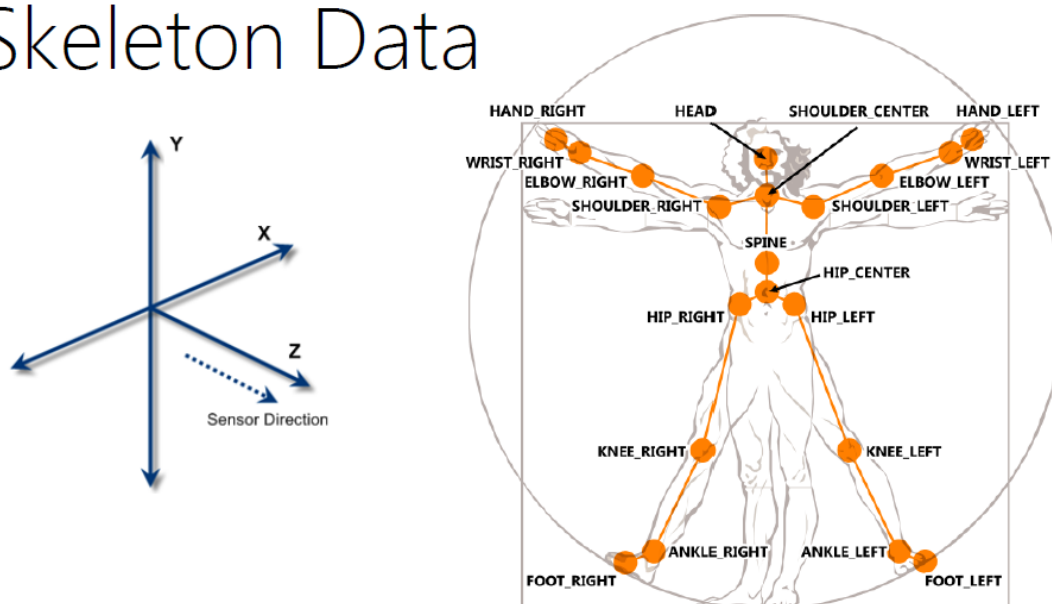 Skeleton Data
Y
X
Z
Sensor Direction
HAND_RIGHT
HEAD
SHOULDER_CENTER
HAND_LEFT
WRIST_RIGHT
WRIST_LEFT
ELBOW_RIGHT
ELBOW_LEFT
SHOULDER_RIGHT
SHOULDER_LEFT
SPINE
HIP_CENTER
HIP_RIGHT
HIP_LEFT
KNEE_RIGHT
KNEE_LEFT
ANKLE_RIGHT
ANKLE_LEFT
FOOT_RIGHT
FOOT_LEFT